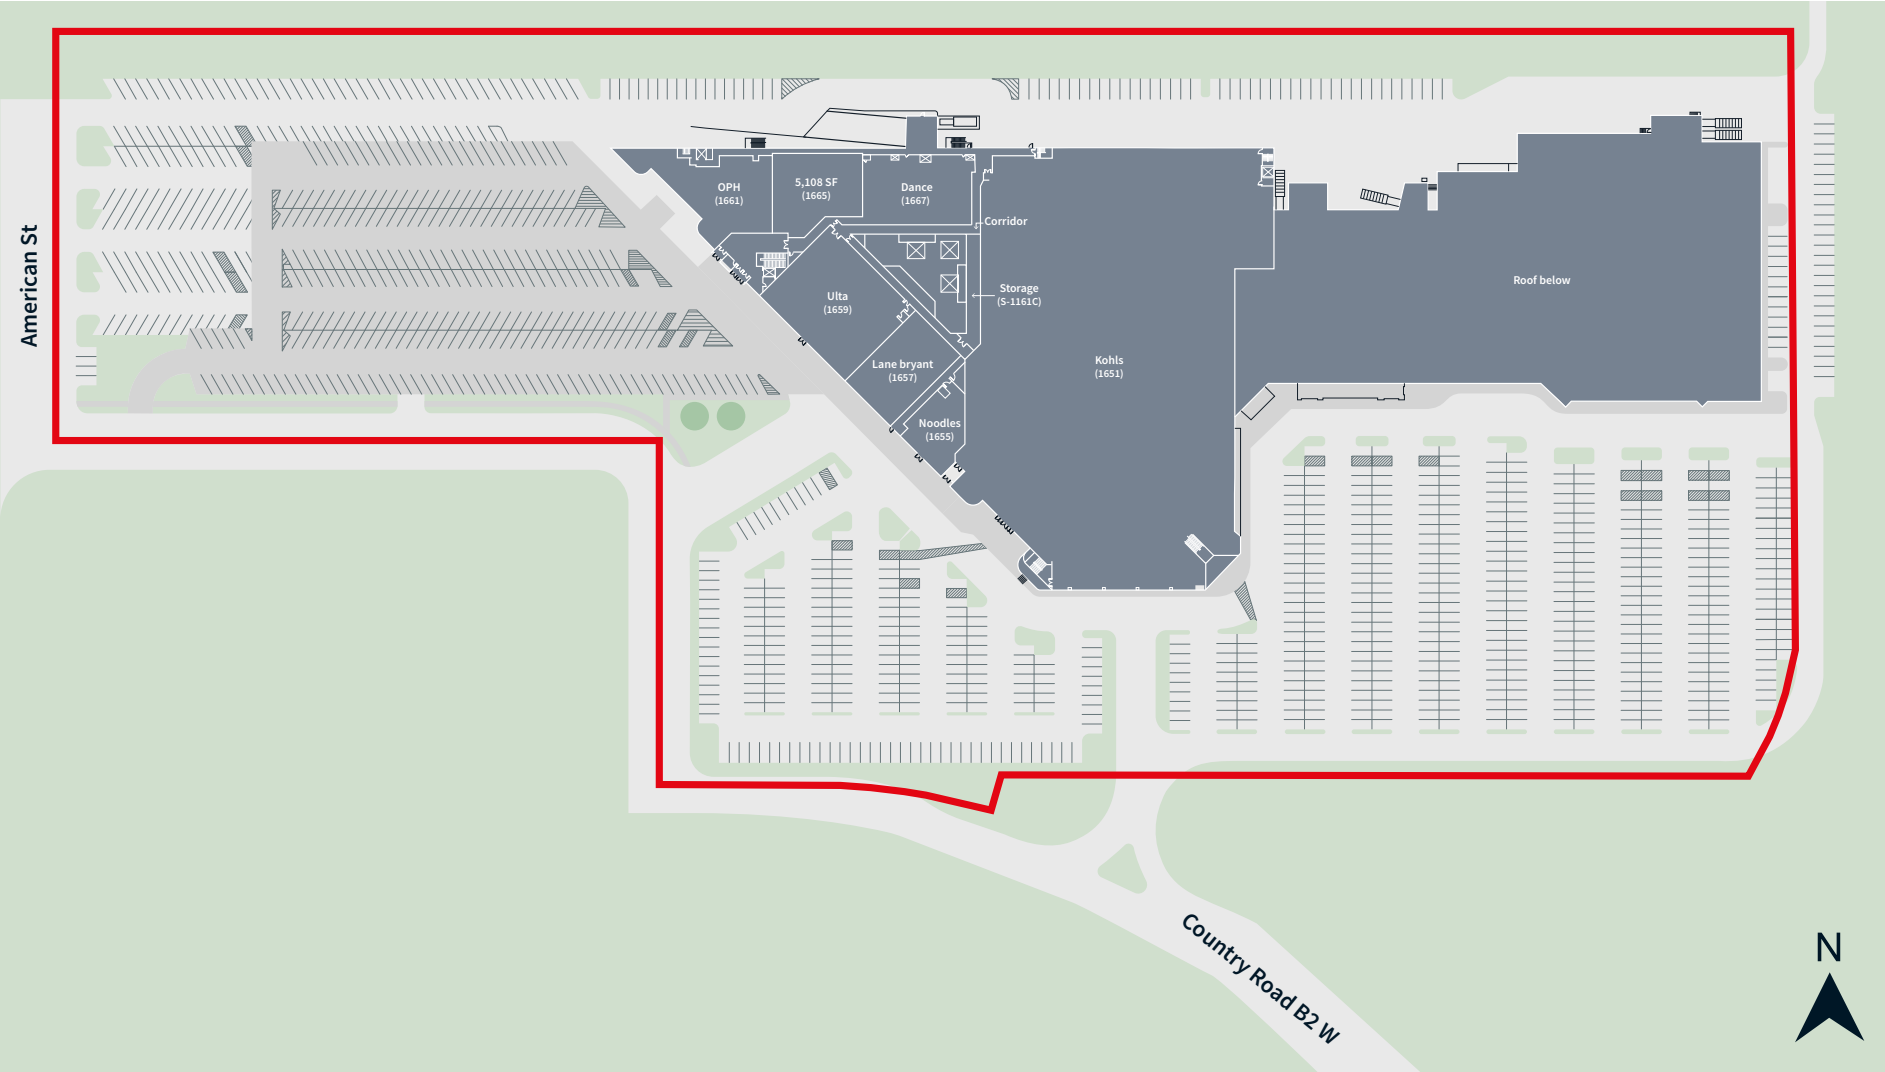 OPH
(1661)
5,108 SF
(1665)
Dance
(1667)
Corridor
American St
Roof below
Storage
(S-1161C)
Ulta
(1659)
Kohls
(1651)
Lane bryant
(1657)
Noodles
(1655)
Country Road B2 W
N